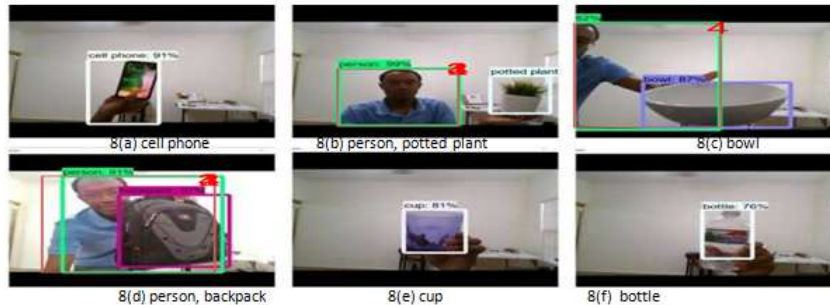 cell phone: 91%
8(a) cell phone
person: 99%
potted plant
8(b) person, potted plant
4
bowl: 87%
8(c) bowl
person: 81%
8(d) person, backpack
cup: 81%
8(e) cup
bottle: 76%
8(f) bottle